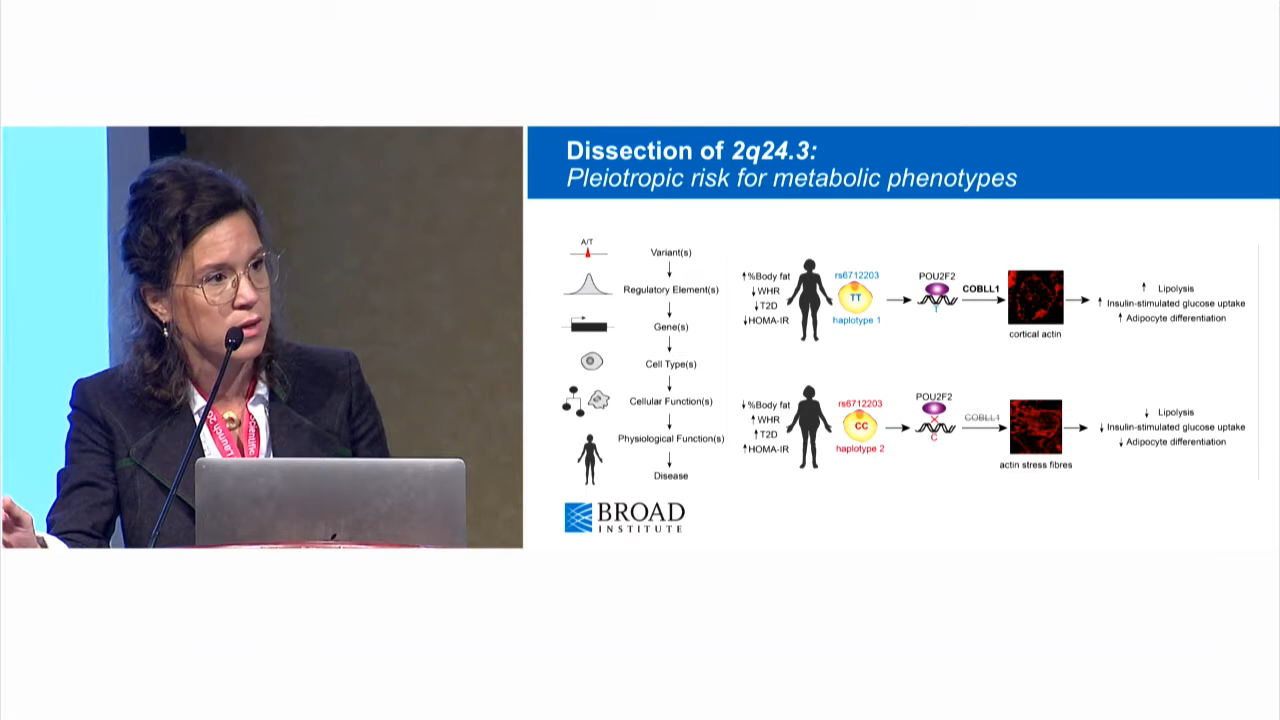 Dissection of 2q24.3:
Pleiotropic risk for metabolic phenotypes
A/T
Variant(s)
Regulatory Element(s)
Gene(s)
Cell Type(s)
Cellular Function(s)
Physiological Function(s)
Disease
↑%Body fat
↓WHR
↓T2D
↓HOMA-IR
rs6712203
TT
haplotype 1
POU2F2
T
COBLL1
cortical actin
↑ Lipolysis
↑ Insulin-stimulated glucose uptake
↑ Adipocyte differentiation
↓%Body fat
↑WHR
↑T2D
↑HOMA-IR
rs6712203
CC
haplotype 2
POU2F2
X
C
COBLL1
actin stress fibres
↓ Lipolysis
↓ Insulin-stimulated glucose uptake
↓ Adipocyte differentiation
BROAD
INSTITUTE
Launch 20